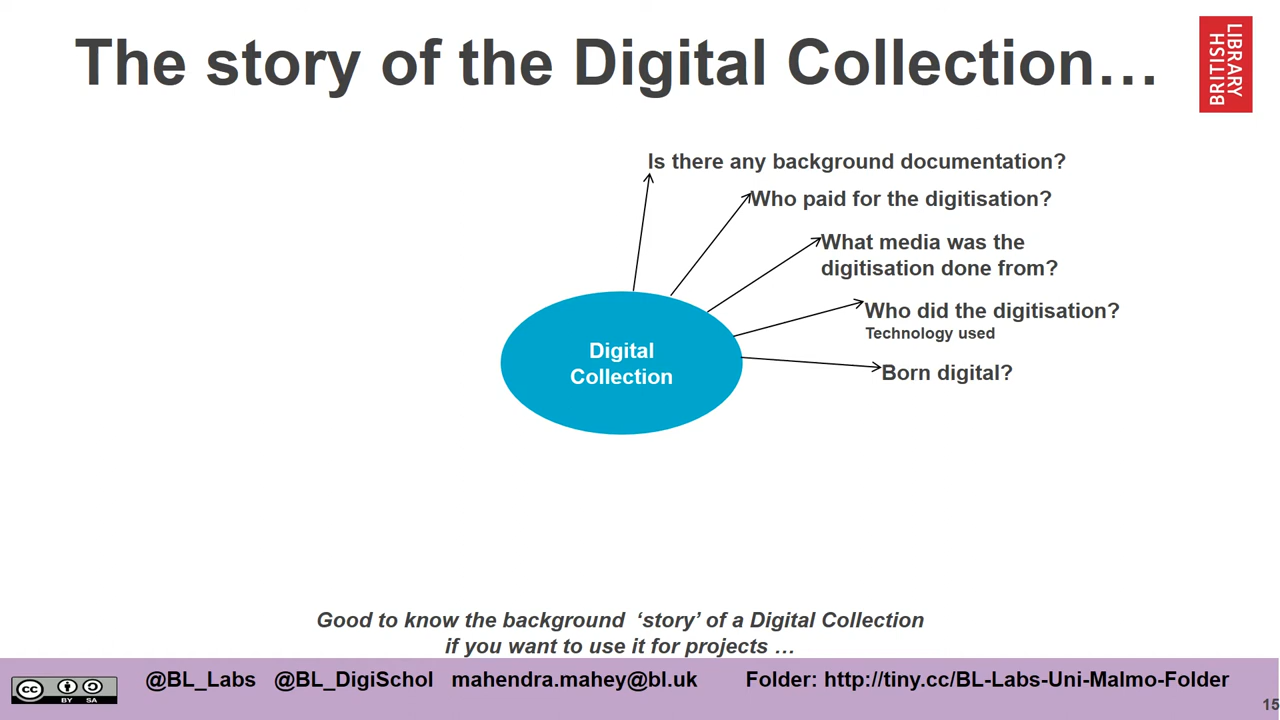 The story of the Digital Collection…
BRITISH
LIBRARY
Is there any background documentation?
Who paid for the digitisation?
What media was the
digitisation done from?
Who did the digitisation?
Technology used
Digital
Collection
Born digital?
Good to know the background ‘story’ of a Digital Collection
if you want to use it for projects …
@BL_Labs @BL_DigiSchol mahendra.mahey@bl.uk Folder: http://tiny.cc/BL-Labs-Uni-Malmo-Folder
cc BY SA
15